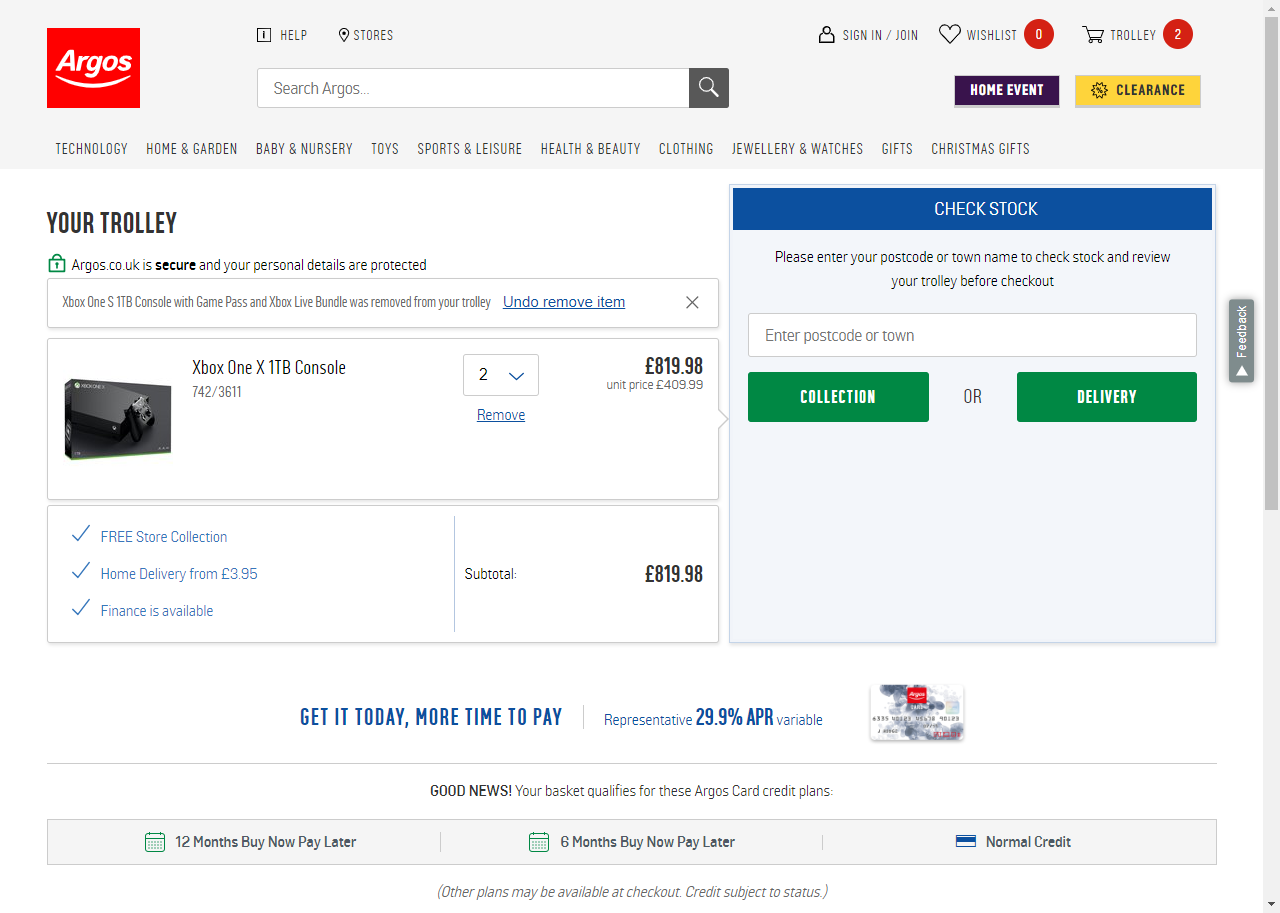 HELP
STORES
SIGN IN / JOIN
WISHLIST
0
TROLLEY
2
Argos
Search Argos...
HOME EVENT
CLEARANCE
TECHNOLOGY
HOME & GARDEN
BABY & NURSERY
TOYS
SPORTS & LEISURE
HEALTH & BEAUTY
CLOTHING
JEWELLERY & WATCHES
GIFTS
CHRISTMAS GIFTS
YOUR TROLLEY
Argos.co.uk is secure and your personal details are protected
Xbox One S 1TB Console with Game Pass and Xbox Live Bundle was removed from your trolley
Undo remove item
Xbox One X 1TB Console
742/3611
2
Remove
£819.98
unit price £409.99
FREE Store Collection
Home Delivery from £3.95
Finance is available
Subtotal:
£819.98
CHECK STOCK
Please enter your postcode or town name to check stock and review
your trolley before checkout
Enter postcode or town
COLLECTION
OR
DELIVERY
Feedback
GET IT TODAY, MORE TIME TO PAY
Representative 29.9% APR variable
Argos
GOOD NEWS! Your basket qualifies for these Argos Card credit plans:
12 Months Buy Now Pay Later
6 Months Buy Now Pay Later
Normal Credit
(Other plans may be available at checkout. Credit subject to status.)